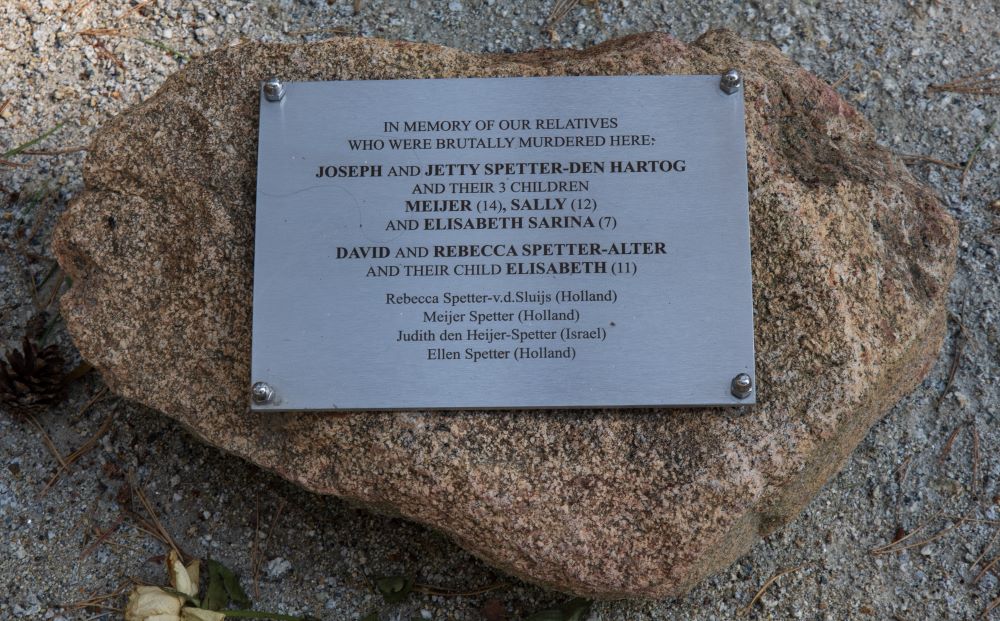 IN MEMORY OF OUR RELATIVES
WHO WERE BRUTALLY MURDERED HERE:
JOSEPH AND JETTY SPETTER-DEN HARTOG
AND THEIR 3 CHILDREN
MEIJER (14), SALLY (12)
AND ELISABETH SARINA (7)
DAVID AND REBECCA SPETTER-ALTER
AND THEIR CHILD ELISABETH (11)
Rebecca Spetter-v.d.Sluijs (Holland)
Meijer Spetter (Holland)
Judith den Heijer-Spetter (Israel)
Ellen Spetter (Holland)